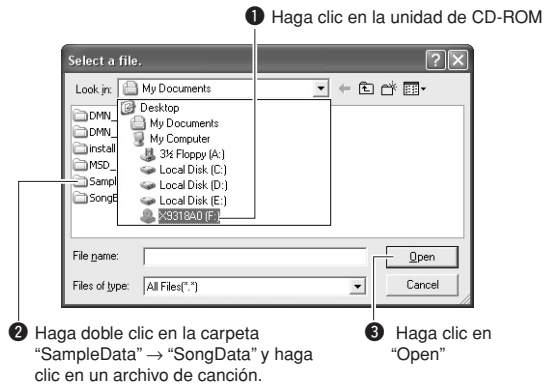 ❶ Haga clic en la unidad de CD-ROM
Select a file.
Look in: My Documents
Desktop
My Documents
My Computer
3½ Floppy (A:)
Local Disk (C:)
Local Disk (D:)
Local Disk (E:)
X9318A0 (F:)
DMN_
DMN_
install
MSD_
Sampl
SongE
File name:
Open
Files of type: All Files(*.*)
Cancel
❷ Haga doble clic en la carpeta
“SampleData” → “SongData” y haga
clic en un archivo de canción.
❸ Haga clic en
“Open”